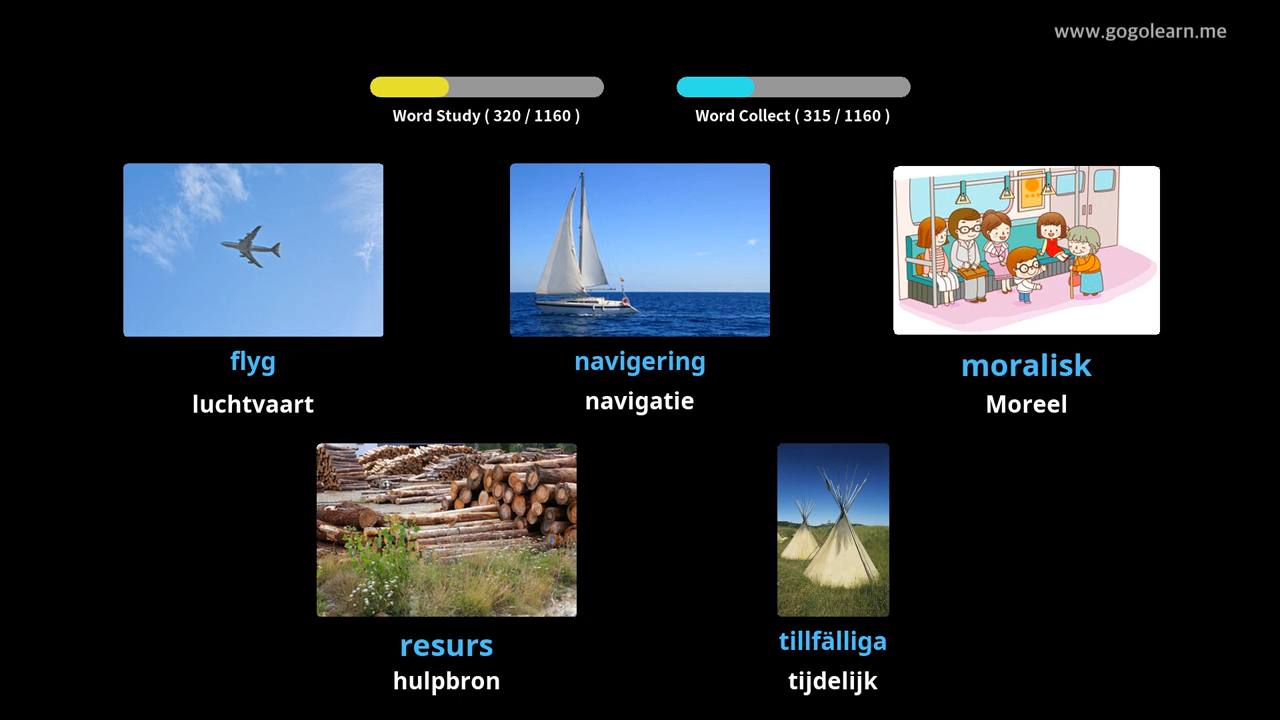 www.gogolearn.me
Word Study ( 320 / 1160 )
Word Collect ( 315 / 1160 )
flyg
luchtvaart
navigering
navigatie
moralisk
Moreel
resurs
hulpbron
tillfälliga
tijdelijk